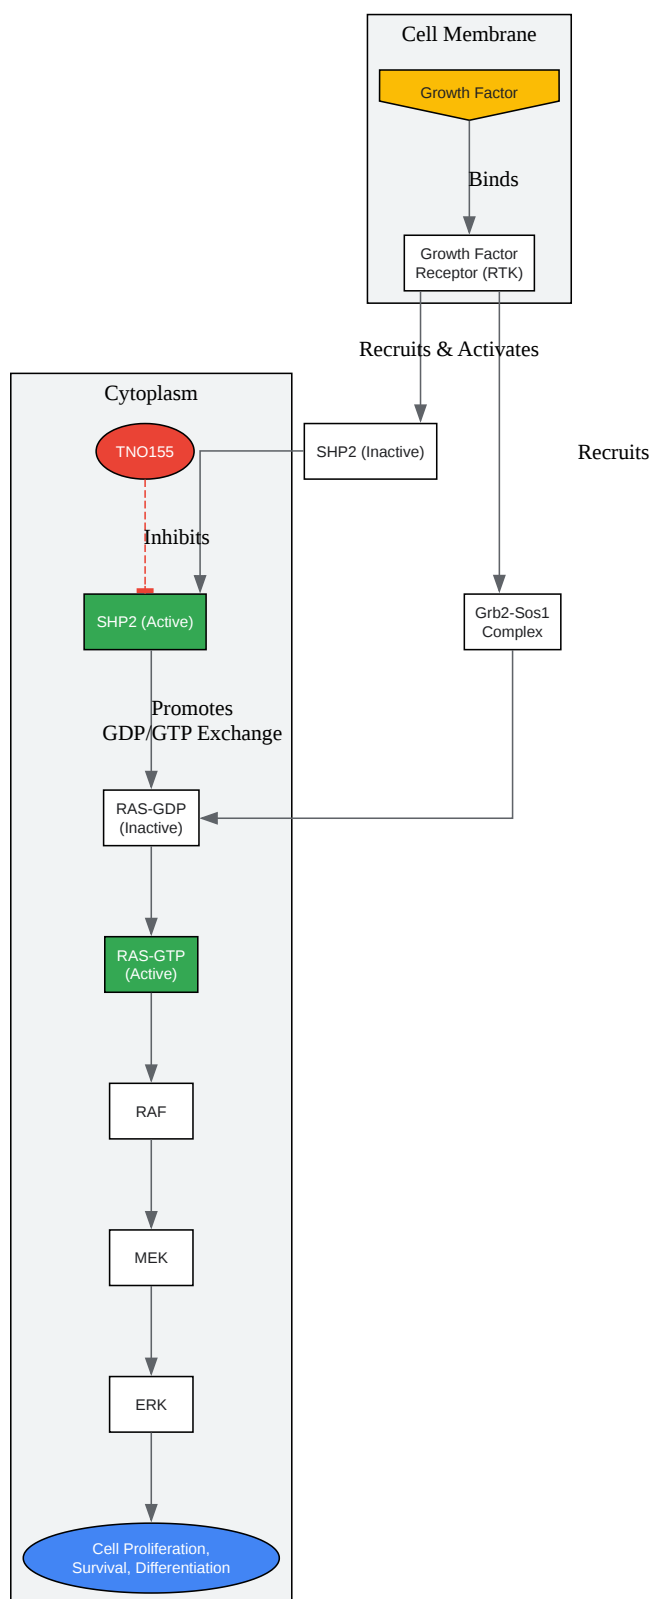 Cell Membrane
Growth Factor
Binds
Growth Factor
Receptor (RTK)
Recruits & Activates
Cytoplasm
TNO155
SHP2 (Inactive)
Recruits
Inhibits
SHP2 (Active)
Grb2-Sos1
Complex
Promotes
GDP/GTP Exchange
RAS-GDP
(Inactive)
RAS-GTP
(Active)
RAF
MEK
ERK
Cell Proliferation,
Survival, Differentiation